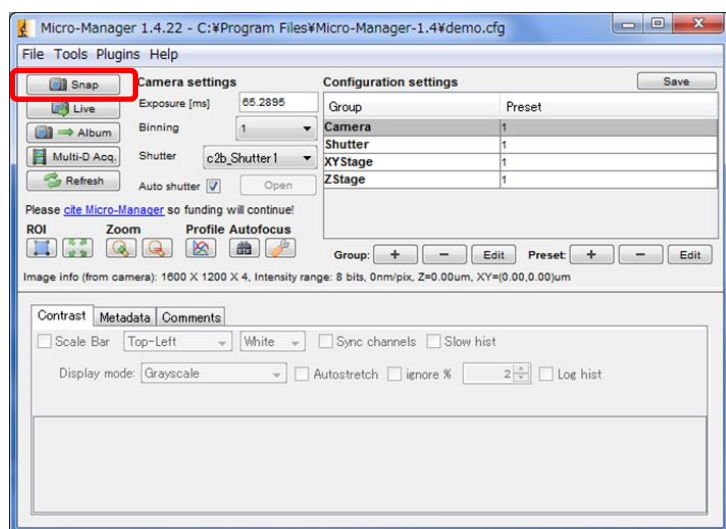 Micro-Manager 1.4.22 - C:¥Program Files¥Micro-Manager-1.4¥demo.cfg
File Tools Plugins Help
Snap
Camera settings
Configuration settings
Save
Live
Exposure [ms] 65.2895
Group Preset
Album
Binning 1
Camera 1
Shutter 1
Multi-D Acq.
Shutter c2b_Shutter1
XYStage 1
ZStage 1
Refresh
Auto shutter Open
Please cite Micro-Manager so funding will continue!
ROI Zoom Profile Autofocus
Group: + - Edit Preset: + - Edit
Image info (from camera): 1600 X 1200 X 4, Intensity range: 8 bits, 0nm/pix, Z=0.00um, XY=(0.00,0.00)um
Contrast Metadata Comments
Scale Bar Top-Left White Sync channels Slow hist
Display mode: Grayscale Autostretch ignore % 2 Log hist